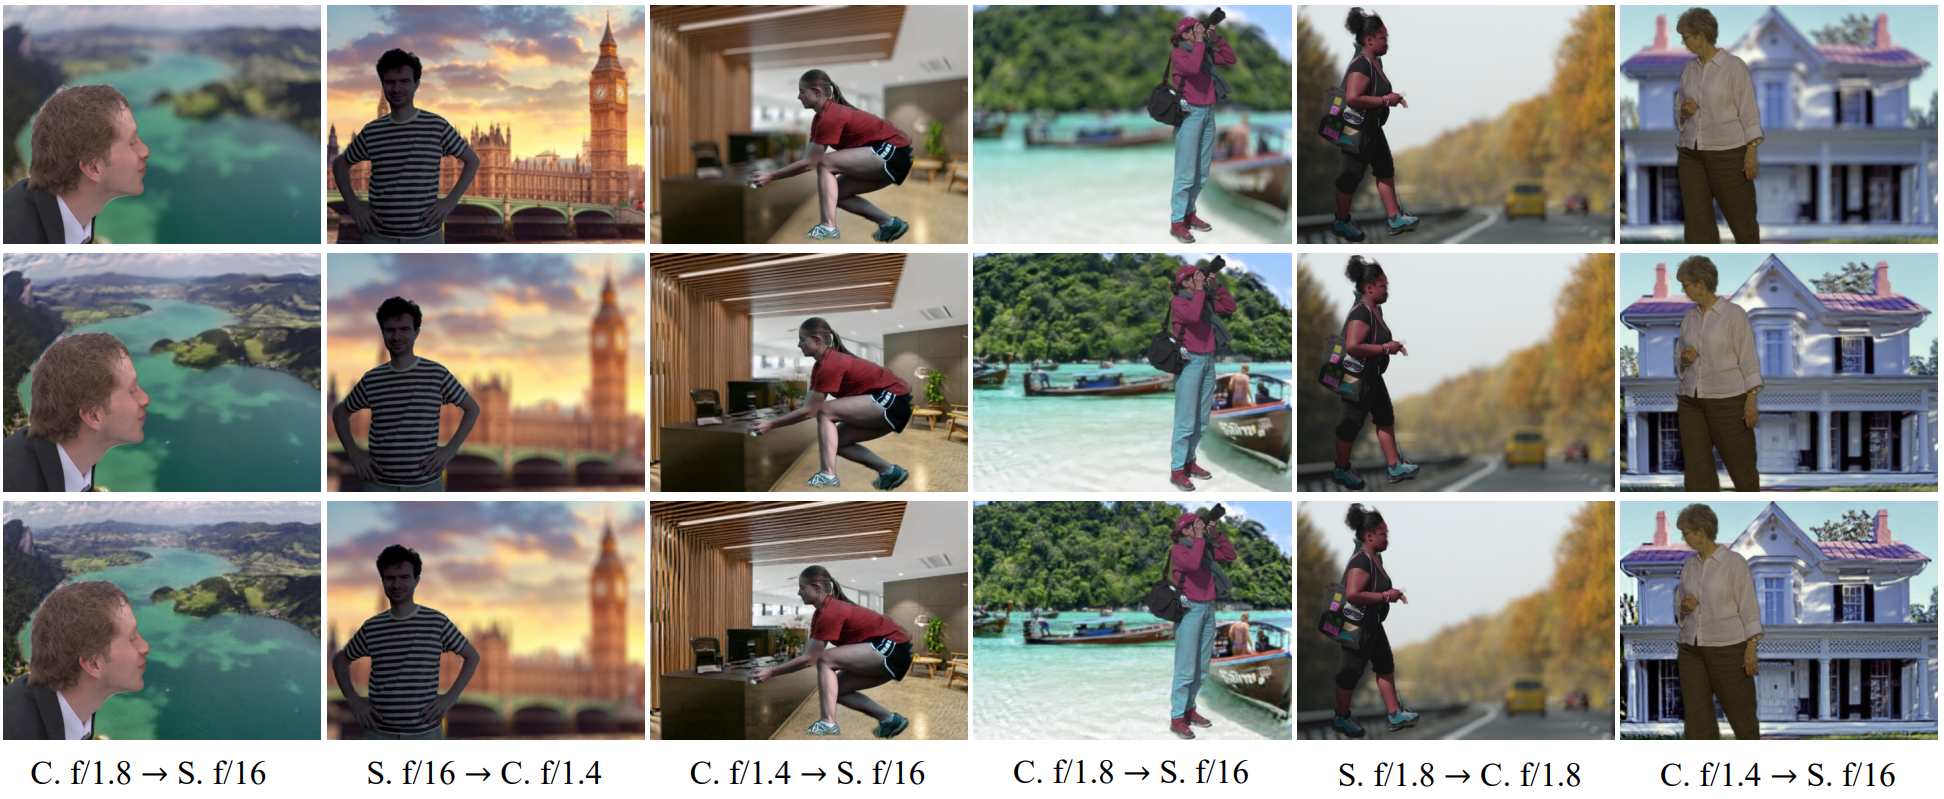 C. f/1.8 → S. f/16
S. f/16 → C. f/1.4
C. f/1.4 → S. f/16
C. f/1.8 → S. f/16
S. f/1.8 → C. f/1.8
C. f/1.4 → S. f/16